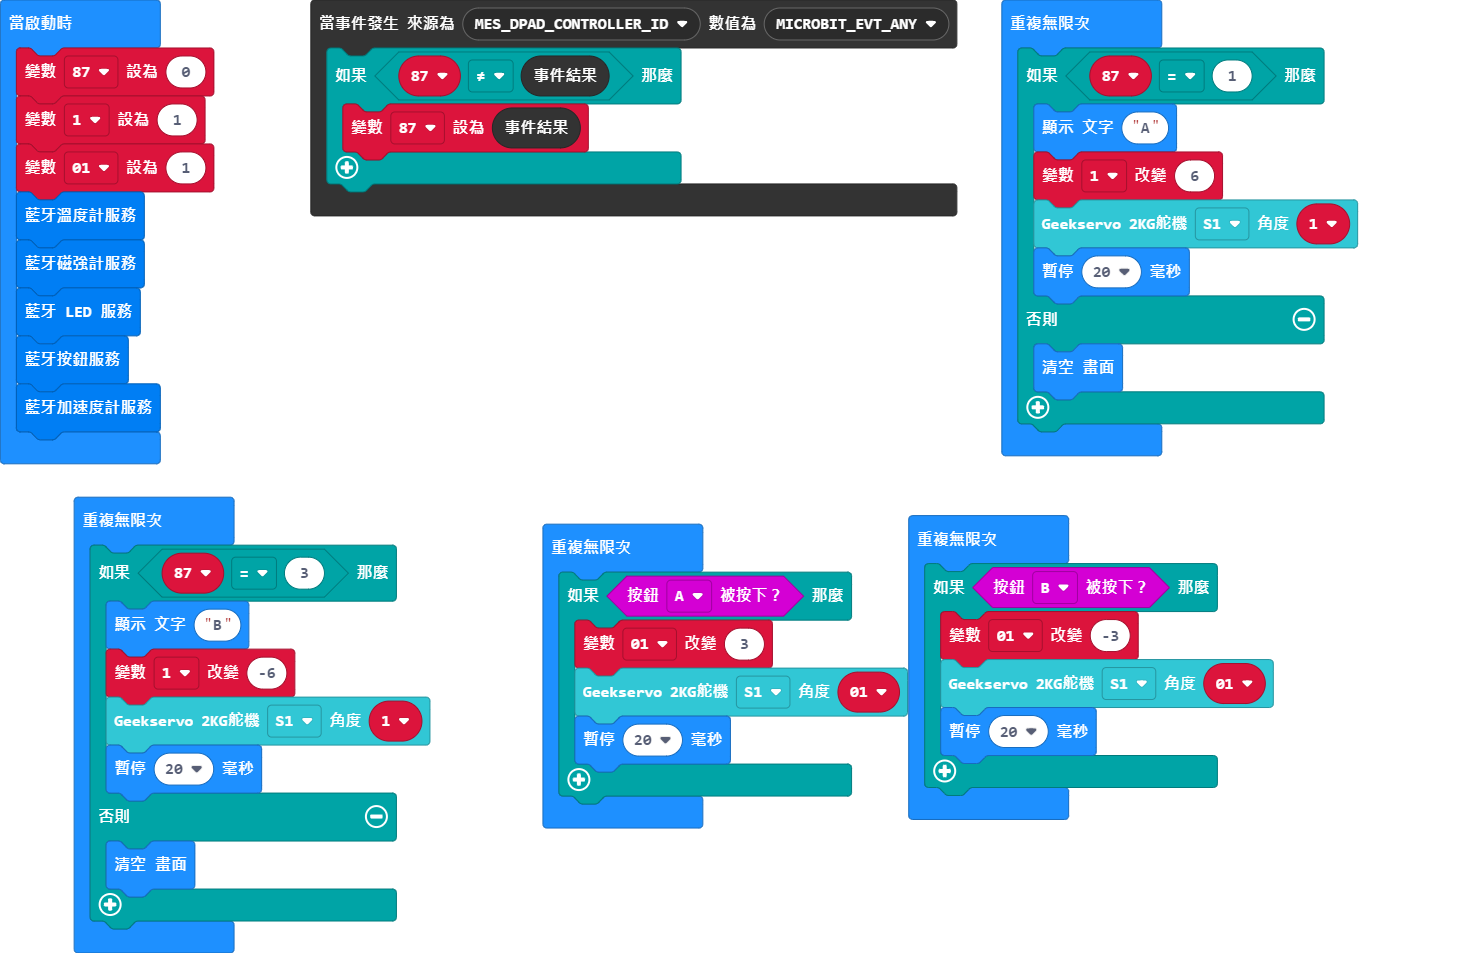 當啟動時
變數 87 設為 0
變數 1 設為 1
變數 01 設為 1
藍牙溫度計服務
藍牙磁強計服務
藍牙 LED 服務
藍牙按鈕服務
藍牙加速度計服務
當事件發生 來源為 MES_DPAD_CONTROLLER_ID 數值為 MICROBIT_EVT_ANY
如果 87 ≠ 事件結果 那麼
變數 87 設為 事件結果
重複無限次
如果 87 = 1 那麼
顯示 文字 "A"
變數 1 改變 6
Geekservo 2KG舵機 S1 角度 1
暫停 20 毫秒
否則
清空 畫面
重複無限次
如果 87 = 3 那麼
顯示 文字 "B"
變數 1 改變 -6
Geekservo 2KG舵機 S1 角度 1
暫停 20 毫秒
否則
清空 畫面
重複無限次
如果 按鈕 A 被按下？ 那麼
變數 01 改變 3
Geekservo 2KG舵機 S1 角度 01
暫停 20 毫秒
重複無限次
如果 按鈕 B 被按下？ 那麼
變數 01 改變 -3
Geekservo 2KG舵機 S1 角度 01
暫停 20 毫秒